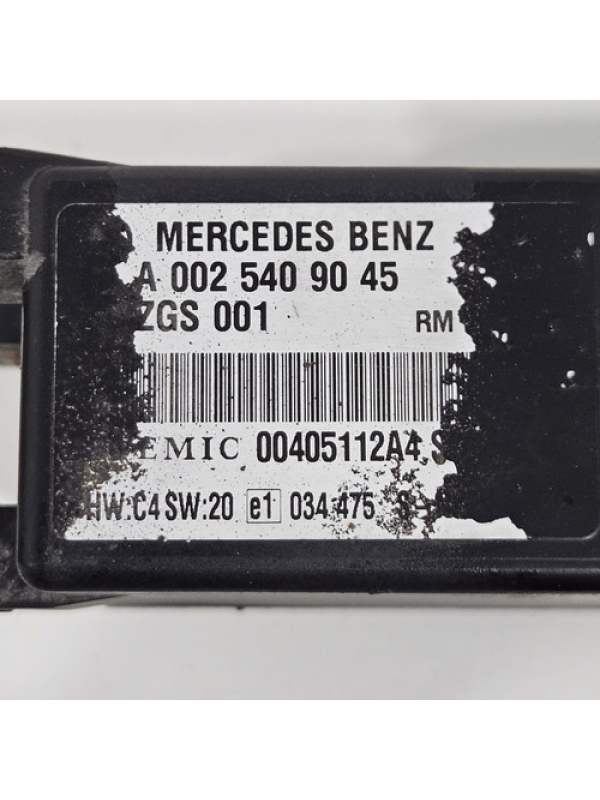 MERCEDES BENZ
A 002 540 90 45
ZGS 001 RM
EMIC 00405112A4 S
HW:C4 SW:20 e1 034 475 S